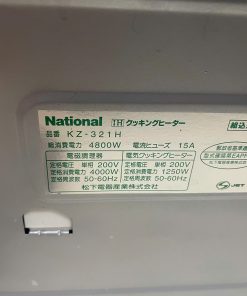 National IH クッキングヒーター
品番 KZ-321H
総消費電力 4800W 電流ヒューズ 15A
電磁調理器
定格電圧 単相 200V
定格消費電力 4000W
定格周波数 50-60Hz
電気クッキングヒーター
定格電圧 単相 200V
定格消費電力 1250W
定格周波数 50-60Hz
松下電器産業株式会社
JET